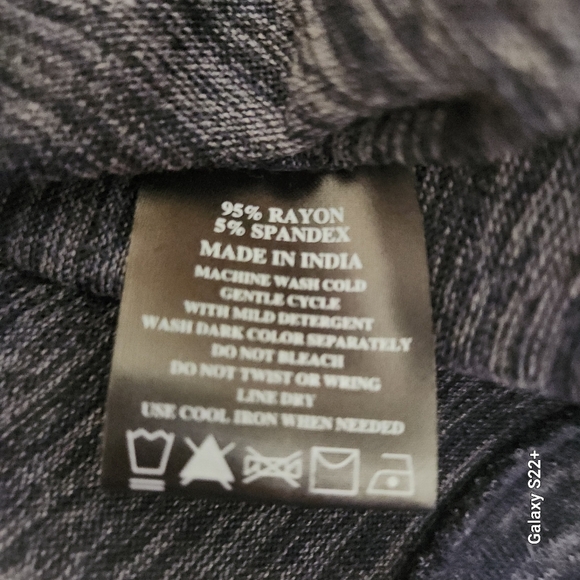 95% RAYON
5% SPANDEX
MADE IN INDIA
MACHINE WASH COLD
GENTLE CYCLE
WITH MILD DETERGENT
WASH DARK COLOR SEPARATELY
DO NOT BLEACH
DO NOT TWIST OR WRING
LINE DRY
USE COOL IRON WHEN NEEDED
Galaxy S22+